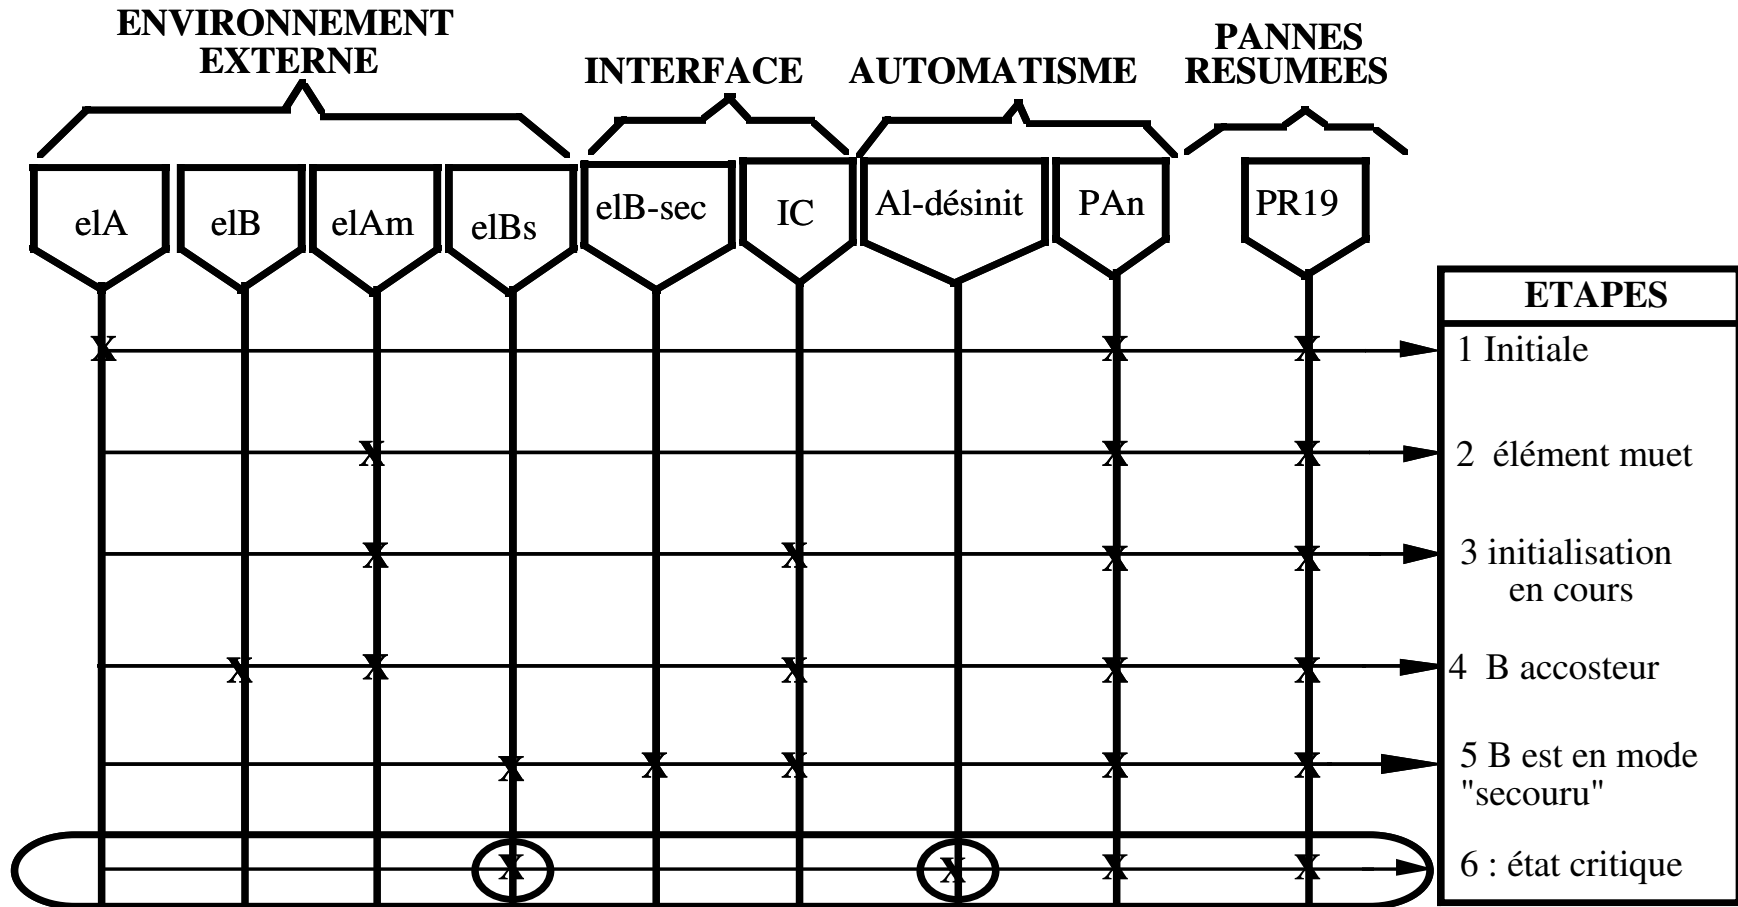 ENVIRONNEMENT
EXTERNE
INTERFACE
AUTOMATISME
PANNES
RESUMEES
elA
elB
elAm
elBs
elB-sec
IC
Al-désinit
PAn
PR19
ETAPES
X X X
1 Initiale
X X X
2 élément muet
X X X X
3 initialisation
en cours
X X X X X
4 B accosteur
X X X X X
5 B est en mode
"secouru"
X X X X
6 : état critique